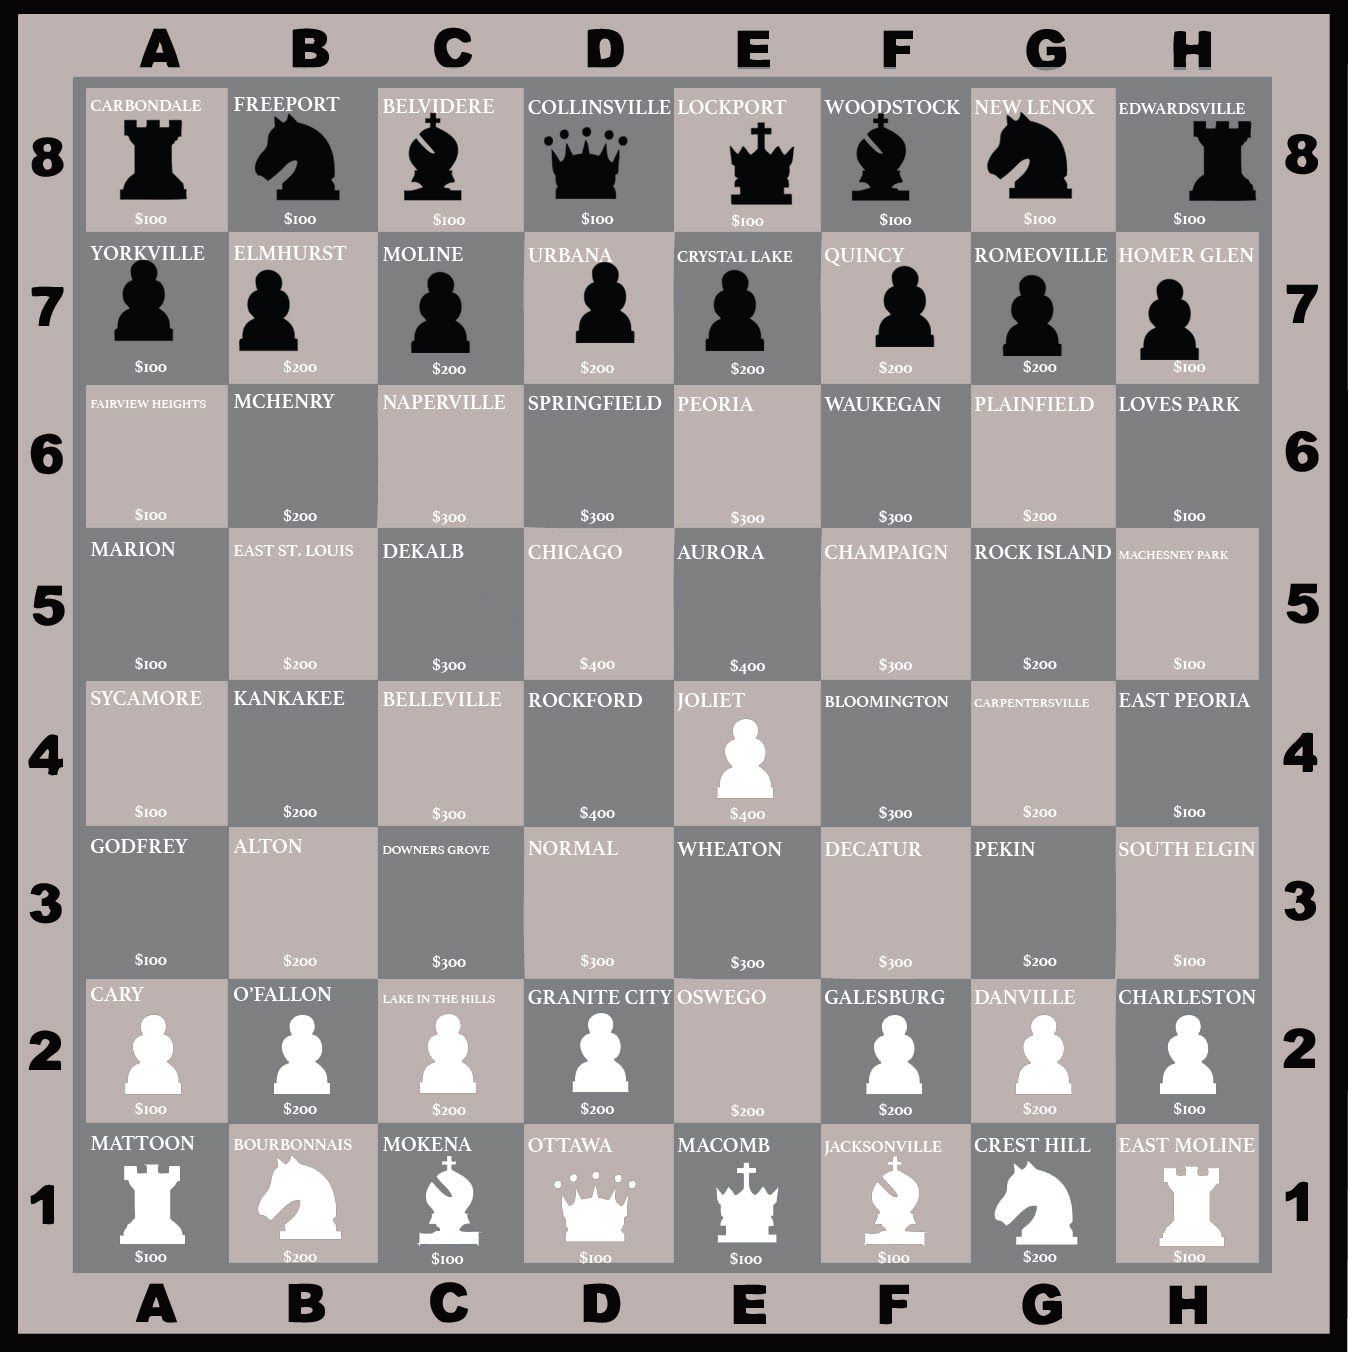 A B C D E F G H
CARBONDALE FREEPORT BELVIDERE COLLINSVILLE LOCKPORT WOODSTOCK NEW LENOX EDWARDSVILLE
8 8
$100 $100 $100 $100 $100 $100 $100 $100
YORKVILLE ELMHURST MOLINE URBANA CRYSTAL LAKE QUINCY ROMEOVILLE HOMER GLEN
7 7
$100 $200 $200 $200 $200 $200 $200 $100
FAIRVIEW HEIGHTS MCHENRY NAPERVILLE SPRINGFIELD PEORIA WAUKEGAN PLAINFIELD LOVES PARK
6 6
$100 $200 $300 $300 $300 $300 $200 $100
MARION EAST ST. LOUIS DEKALB CHICAGO AURORA CHAMPAIGN ROCK ISLAND MACHESNEY PARK
5 5
$100 $200 $300 $400 $400 $300 $200 $100
SYCAMORE KANKAKEE BELLEVILLE ROCKFORD JOLIET BLOOMINGTON CARPENTERSVILLE EAST PEORIA
4 4
$100 $200 $300 $400 $400 $300 $200 $100
GODFREY ALTON DOWNERS GROVE NORMAL WHEATON DECATUR PEKIN SOUTH ELGIN
3 3
$100 $200 $300 $300 $300 $300 $200 $100
CARY O'FALLON LAKE IN THE HILLS GRANITE CITY OSWEGO GALESBURG DANVILLE CHARLESTON
2 2
$100 $200 $200 $200 $200 $200 $200 $100
MATTOON BOURBONNAIS MOKENA OTTAWA MACOMB JACKSONVILLE CREST HILL EAST MOLINE
1 1
$100 $200 $100 $100 $100 $100 $200 $100
A B C D E F G H